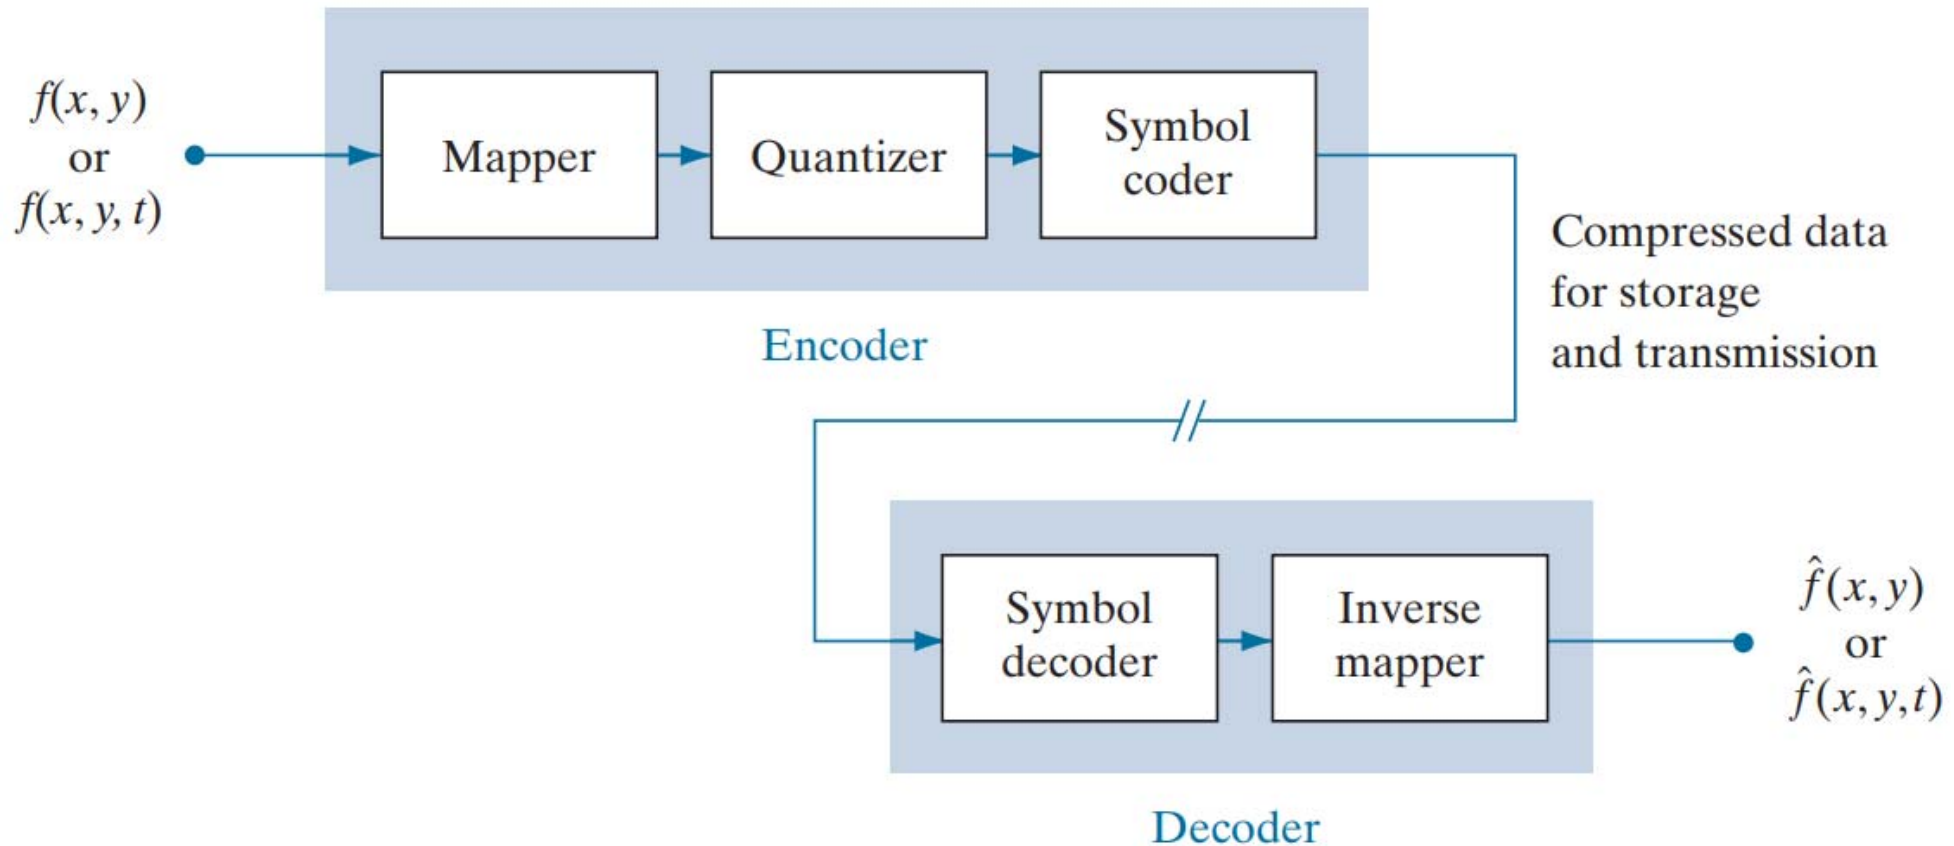 f(x, y)
or
f(x, y, t)
Mapper
Quantizer
Symbol
coder
Compressed data
for storage
and transmission
Encoder
Symbol
decoder
Inverse
mapper
f̂(x, y)
or
f̂(x, y, t)
Decoder